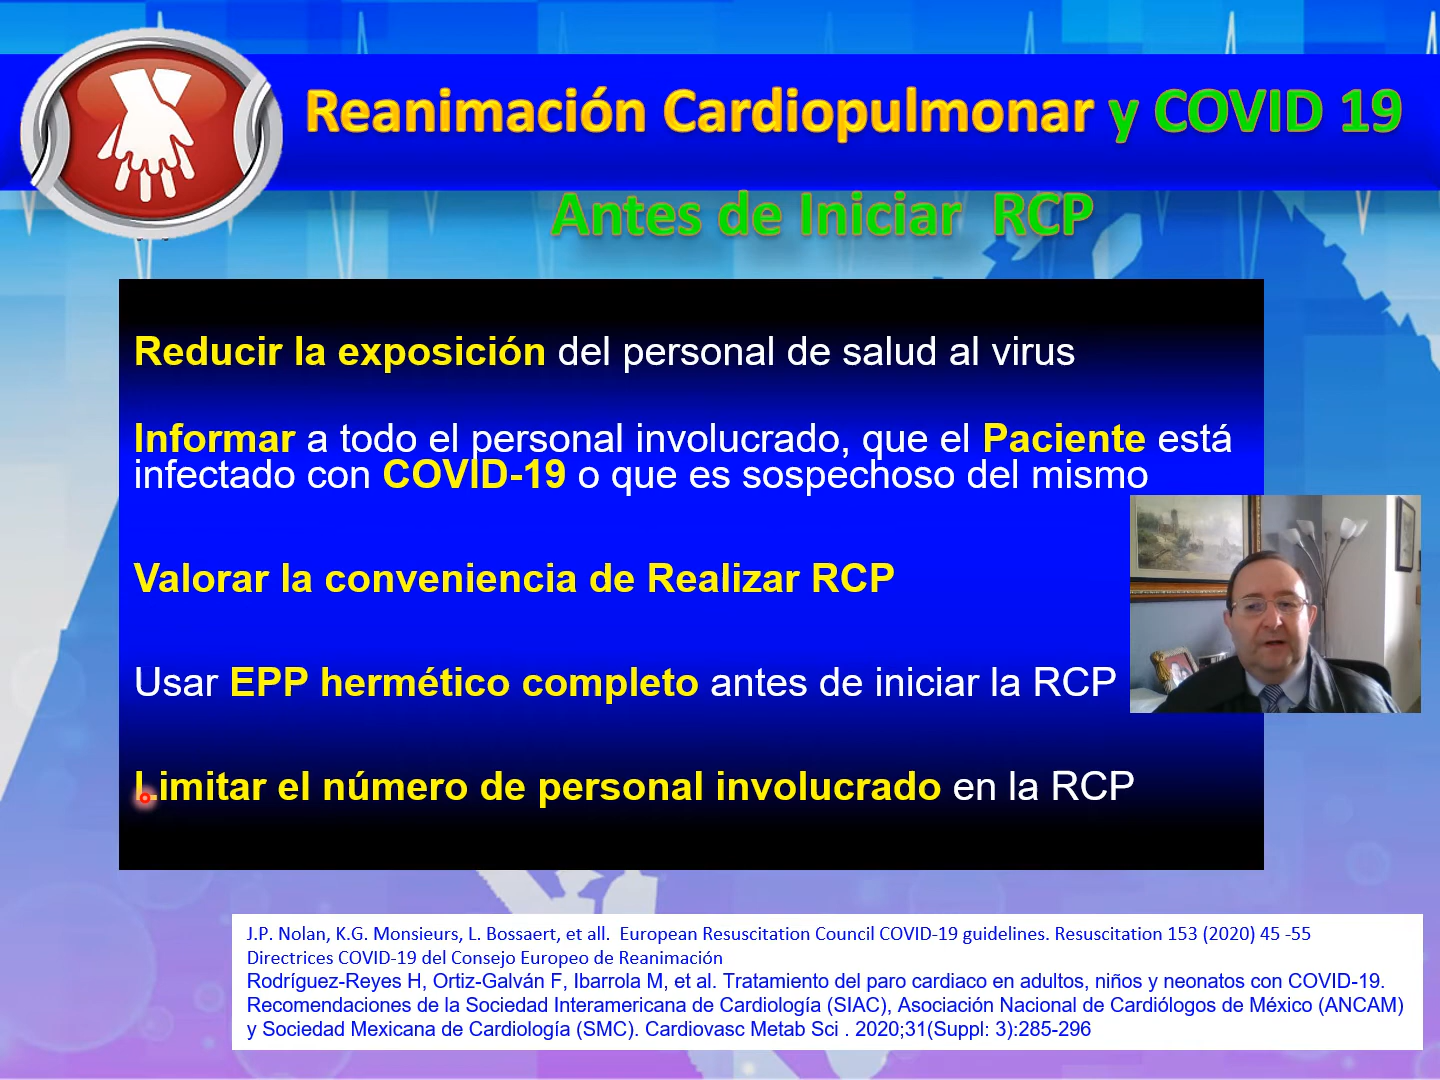 Reanimación Cardiopulmonar y COVID 19
Antes de Iniciar RCP
Reducir la exposición del personal de salud al virus
Informar a todo el personal involucrado, que el Paciente está
infectado con COVID-19 o que es sospechoso del mismo
Valorar la conveniencia de Realizar RCP
Usar EPP hermético completo antes de iniciar la RCP
Limitar el número de personal involucrado en la RCP
J.P. Nolan, K.G. Monsieurs, L. Bossaert, et all. European Resuscitation Council COVID-19 guidelines. Resuscitation 153 (2020) 45 -55
Directrices COVID-19 del Consejo Europeo de Reanimación
Rodríguez-Reyes H, Ortiz-Galván F, Ibarrola M, et al. Tratamiento del paro cardiaco en adultos, niños y neonatos con COVID-19.
Recomendaciones de la Sociedad Interamericana de Cardiología (SIAC), Asociación Nacional de Cardiólogos de México (ANCAM)
y Sociedad Mexicana de Cardiología (SMC). Cardiovasc Metab Sci . 2020;31(Suppl: 3):285-296